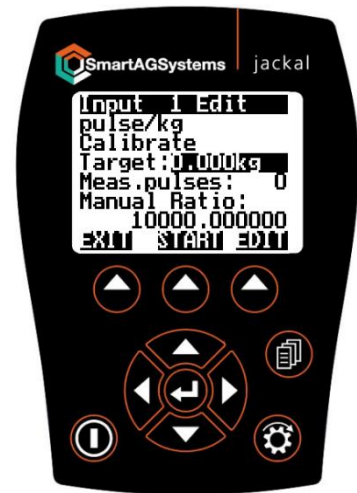 SmartAGSystems jackal
Input 1 Edit
pulse/kg
Calibrate
Target:0.000kg
Meas.pulses: 0
Manual Ratio:
10000.000000
EXIT START EDIT